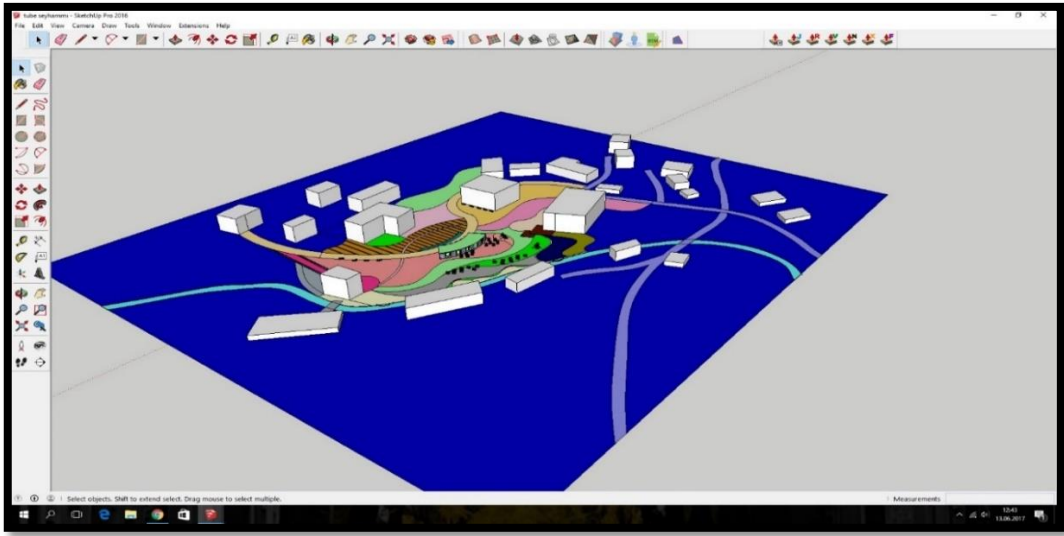 tube seyhammi - SketchUp Pro 2016
File Edit View Camera Draw Tools Window Extensions Help
Select objects. Shift to extend select. Drag mouse to select multiple.
Measurements
12:43
13.06.2017